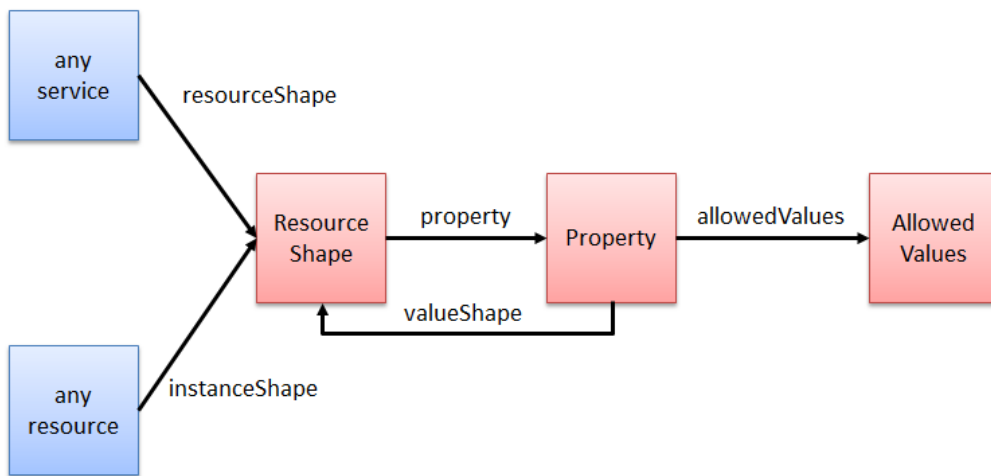 any
service
resourceShape
Resource
Shape
property
Property
allowedValues
Allowed
Values
valueShape
any
resource
instanceShape